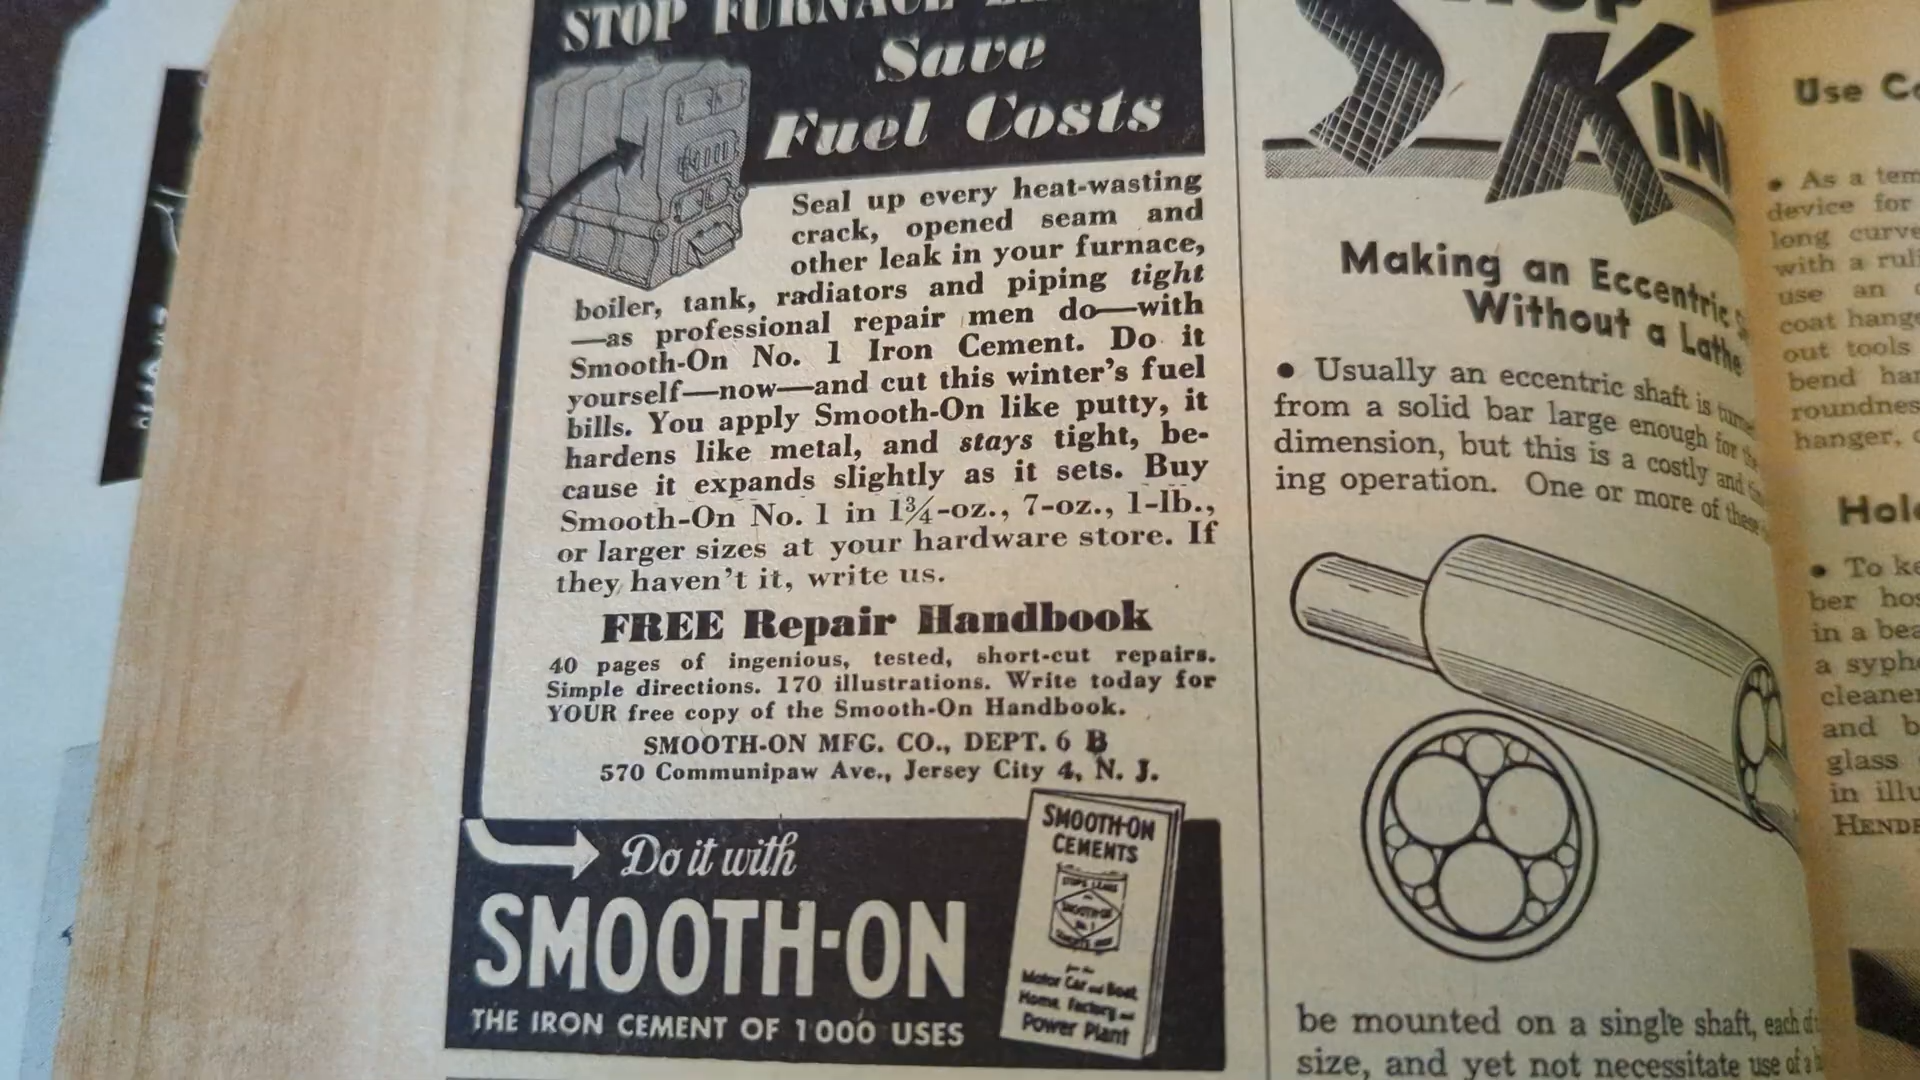 STOP FURNACE
Save
Fuel Costs
Seal up every heat-wasting
crack, opened seam and
other leak in your furnace,
boiler, tank, radiators and piping tight
—as professional repair men do—with
Smooth-On No. 1 Iron Cement. Do it
yourself—now—and cut this winter's fuel
bills. You apply Smooth-On like putty, it
hardens like metal, and stays tight, be-
cause it expands slightly as it sets. Buy
Smooth-On No. 1 in 1¾-oz., 7-oz., 1-lb.,
or larger sizes at your hardware store. If
they haven't it, write us.
FREE Repair Handbook
40 pages of ingenious, tested, short-cut repairs.
Simple directions. 170 illustrations. Write today for
YOUR free copy of the Smooth-On Handbook.
SMOOTH-ON MFG. CO., DEPT. 6 B
570 Communipaw Ave., Jersey City 4, N. J.
Do it with
SMOOTH-ON
THE IRON CEMENT OF 1000 USES
SMOOTH-ON
CEMENTS
STOPS LEAKS
SMOOTH-ON
No. 1
for the
Motor Car and Boat,
Home, Factory and
Power Plant
Making an Eccentric
Without a Lathe
• Usually an eccentric shaft is
from a solid bar large enough for the
dimension, but this is a costly and
ing operation. One or more of these
be mounted on a single shaft, each
size, and yet not necessitate use of a
Use
• As a
device for
long
with a
use an
coat
out tools
bend
hanger,
• To
ber
in a
a
and
glass
in